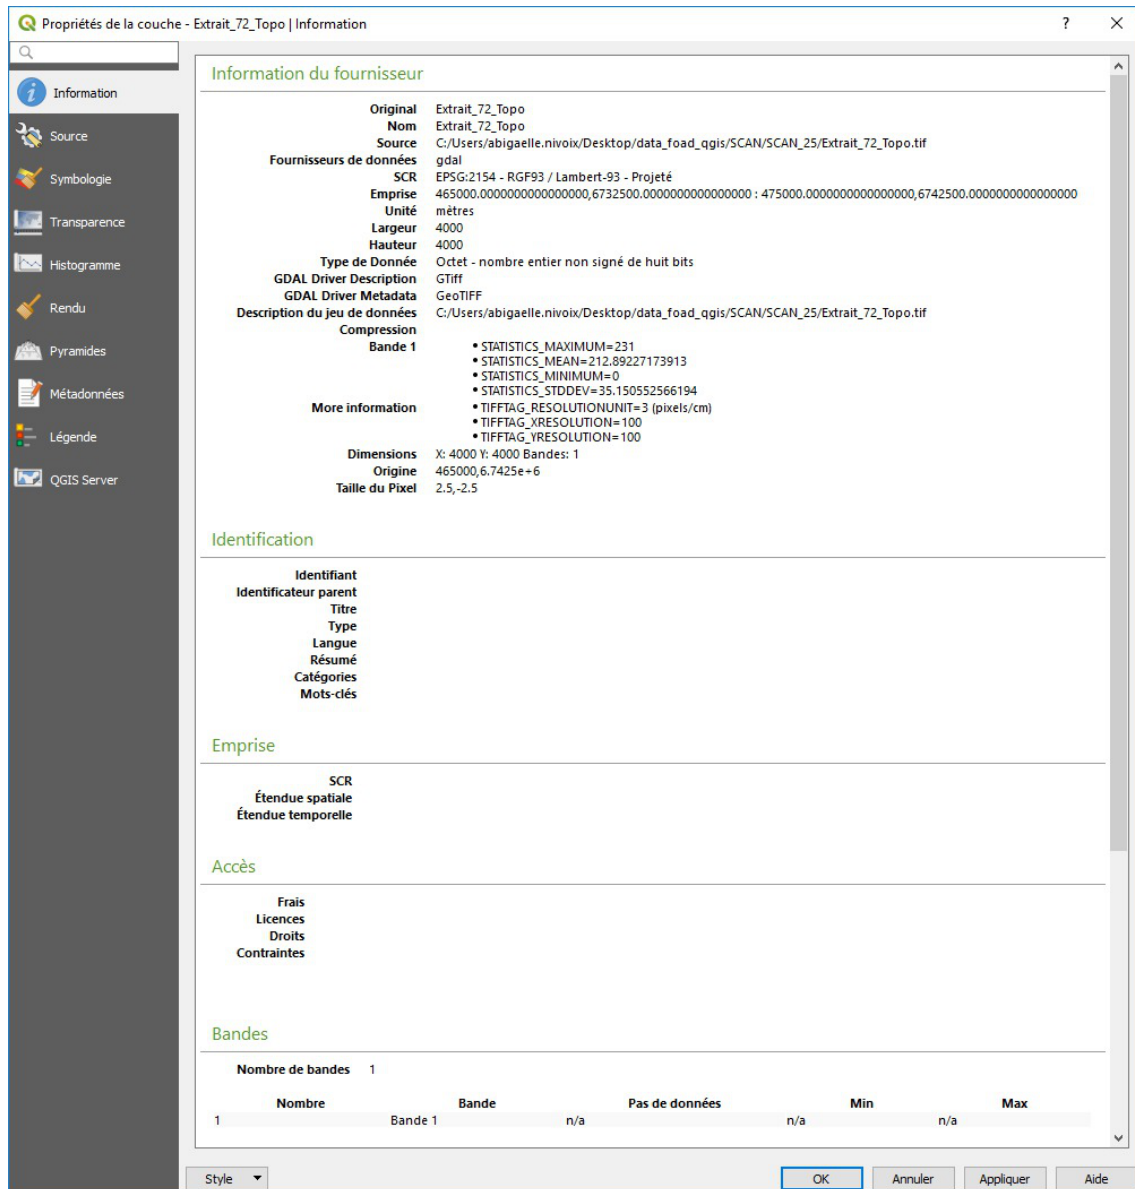 Propriétés de la couche - Extrait_72_Topo | Information
?
Information
Source
Symbologie
Transparence
Histogramme
Rendu
Pyramides
Métadonnées
Légende
QGIS Server
Information du fournisseur
Original Extrait_72_Topo
Nom Extrait_72_Topo
Source C:/Users/abigaelle.nivoix/Desktop/data_foad_qgis/SCAN/SCAN_25/Extrait_72_Topo.tif
Fournisseurs de données gdal
SCR EPSG:2154 - RGF93 / Lambert-93 - Projeté
Emprise 465000.0000000000000000,6732500.0000000000000000 : 475000.0000000000000000,6742500.0000000000000000
Unité mètres
Largeur 4000
Hauteur 4000
Type de Donnée Octet - nombre entier non signé de huit bits
GDAL Driver Description GTiff
GDAL Driver Metadata GeoTIFF
Description du jeu de données C:/Users/abigaelle.nivoix/Desktop/data_foad_qgis/SCAN/SCAN_25/Extrait_72_Topo.tif
Compression
Bande 1 • STATISTICS_MAXIMUM=231
• STATISTICS_MEAN=212.89227173913
• STATISTICS_MINIMUM=0
• STATISTICS_STDDEV=35.150552566194
More information • TIFFTAG_RESOLUTIONUNIT=3 (pixels/cm)
• TIFFTAG_XRESOLUTION=100
• TIFFTAG_YRESOLUTION=100
Dimensions X: 4000 Y: 4000 Bandes: 1
Origine 465000,6.7425e+6
Taille du Pixel 2.5,-2.5
Identification
Identifiant
Identificateur parent
Titre
Type
Langue
Résumé
Catégories
Mots-clés
Emprise
SCR
Étendue spatiale
Étendue temporelle
Accès
Frais
Licences
Droits
Contraintes
Bandes
Nombre de bandes 1
Nombre Bande Pas de données Min Max
1 Bande 1 n/a n/a n/a
Style OK Annuler Appliquer Aide